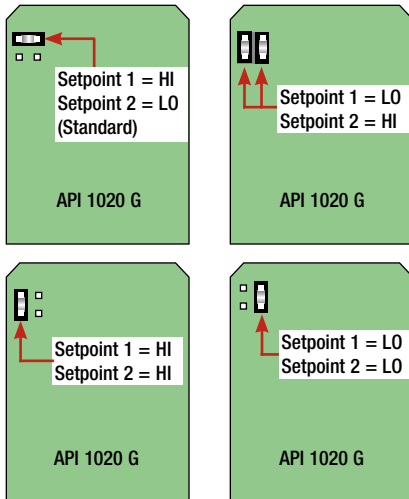 Setpoint 1 = HI
Setpoint 2 = LO
(Standard)
API 1020 G
Setpoint 1 = LO
Setpoint 2 = HI
API 1020 G
Setpoint 1 = HI
Setpoint 2 = HI
API 1020 G
Setpoint 1 = LO
Setpoint 2 = LO
API 1020 G